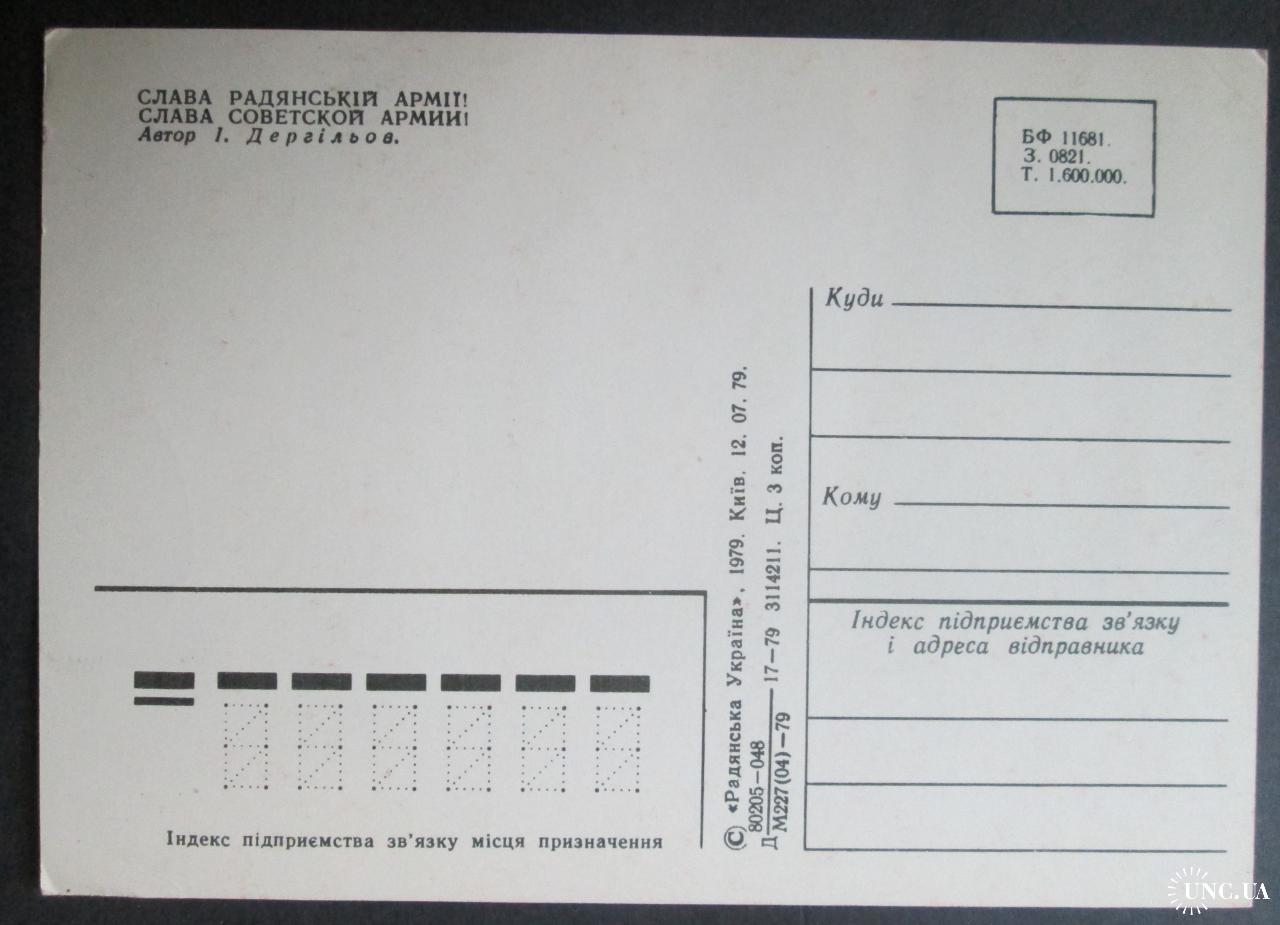 СЛАВА РАДЯНСЬКІЙ АРМІЇ!
СЛАВА СОВЕТСКОЙ АРМИИ!
Автор І. Дергільов.
БФ 11681.
З. 0821.
Т. 1.600.000.
Куди
Кому
Індекс підприємства зв'язку
і адреса відправника
© «Радянська Україна», 1979. Київ. 12. 07. 79.
Д 80205—048
М227(04)—79
17—79 3114211. Ц. 3 коп.
Індекс підприємства зв'язку місця призначення
UNC.UA